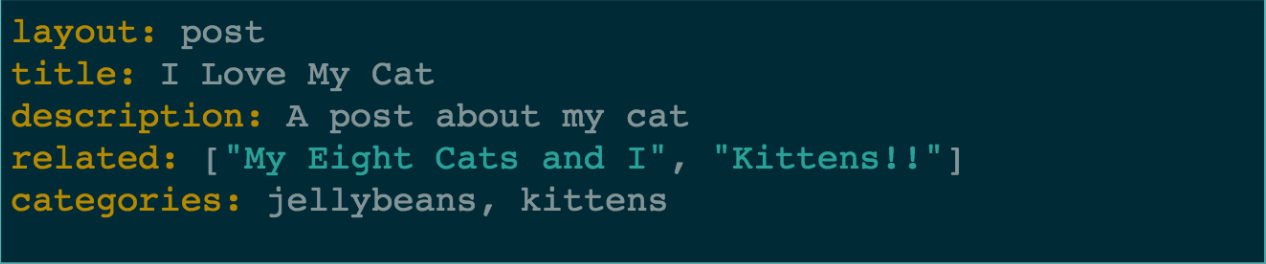 layout: post
title: I Love My Cat
description: A post about my cat
related: ["My Eight Cats and I", "Kittens!!"]
categories: jellybeans, kittens